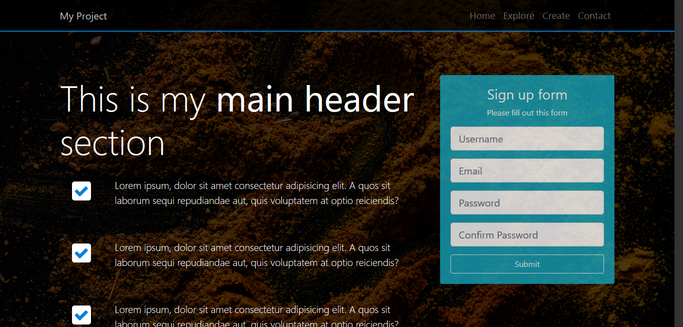 My Project
Home Explore Create Contact
This is my main header
section
Lorem ipsum, dolor sit amet consectetur adipisicing elit. A quos sit
laborum sequi repudiandae aut, quis voluptatem at optio reiciendis?
Lorem ipsum, dolor sit amet consectetur adipisicing elit. A quos sit
laborum sequi repudiandae aut, quis voluptatem at optio reiciendis?
Lorem ipsum, dolor sit amet consectetur adipisicing elit. A quos sit
laborum sequi repudiandae aut, quis voluptatem at optio reiciendis?
Sign up form
Please fill out this form
Username
Email
Password
Confirm Password
Submit